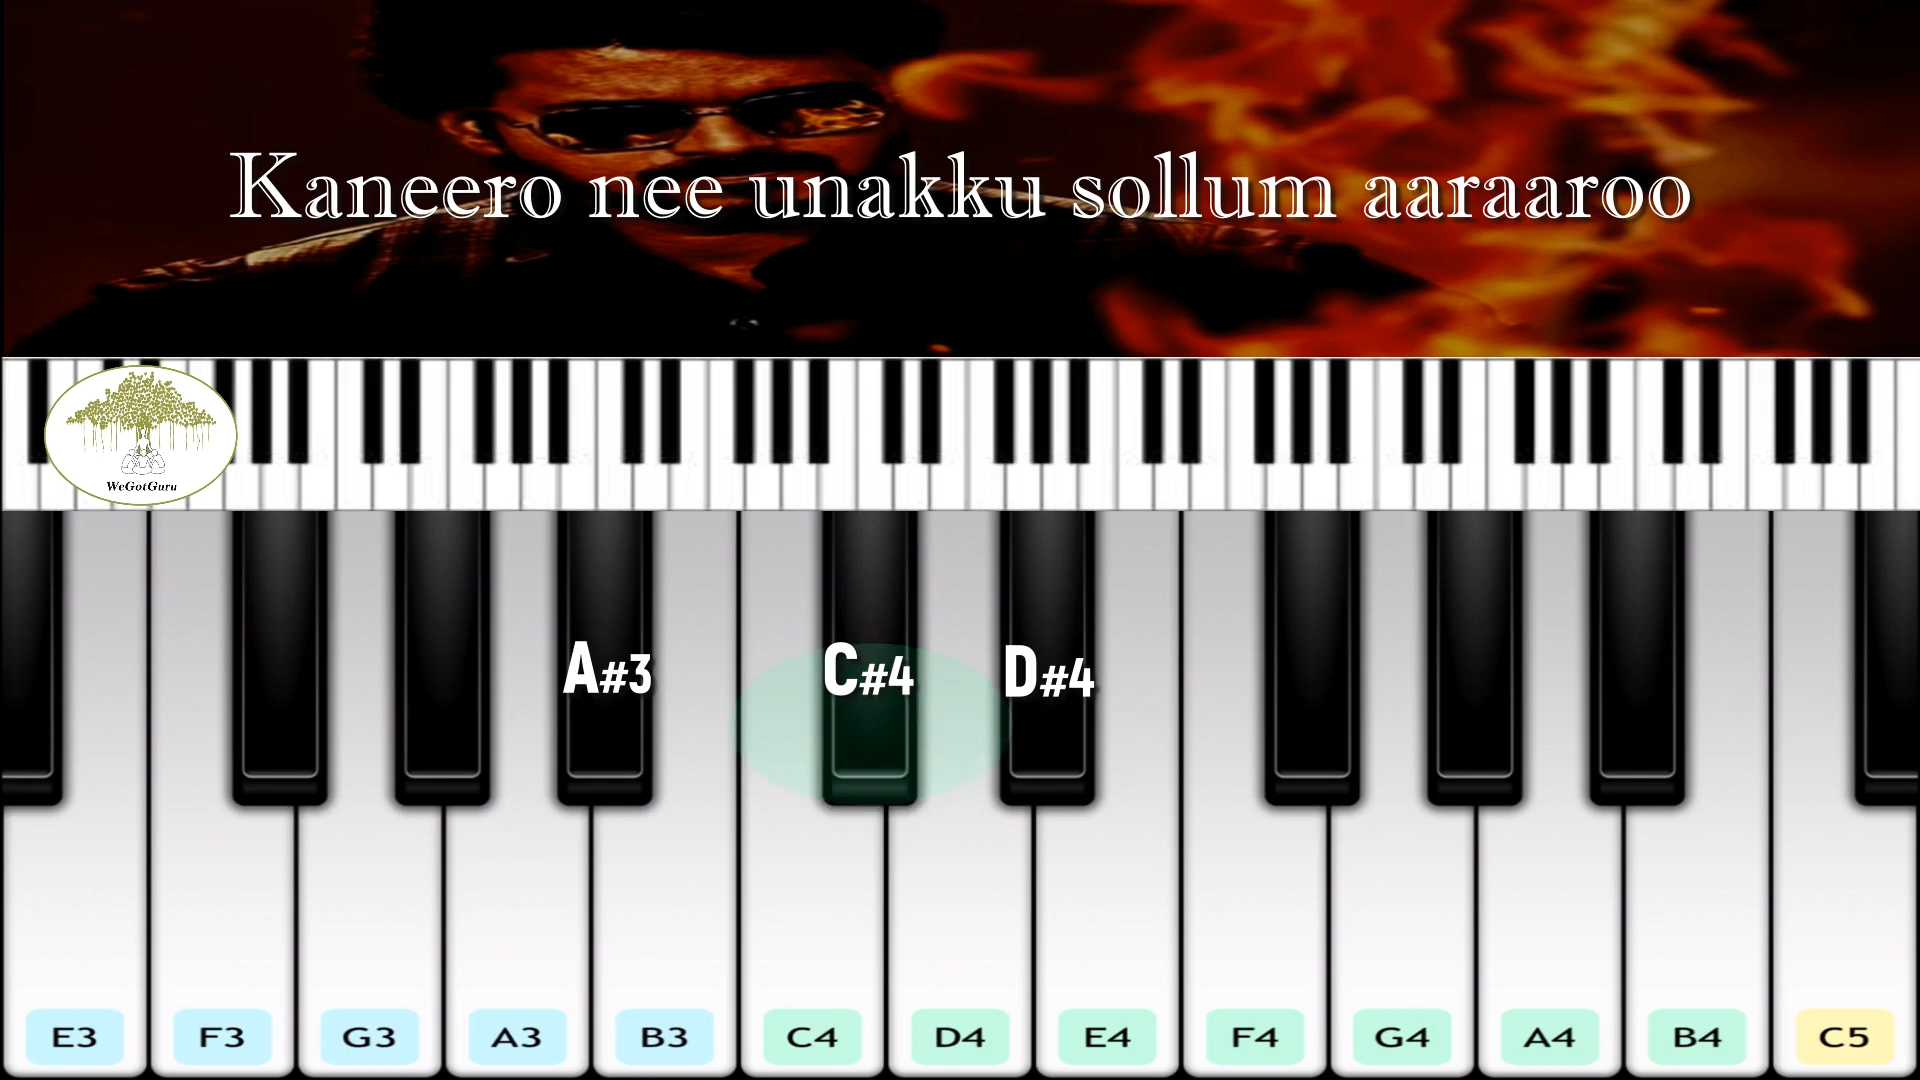 Kaneero nee unakku sollum aaraaroo
WeGotGuru
A#3 C#4 D#4
E3 F3 G3 A3 B3 C4 D4 E4 F4 G4 A4 B4 C5